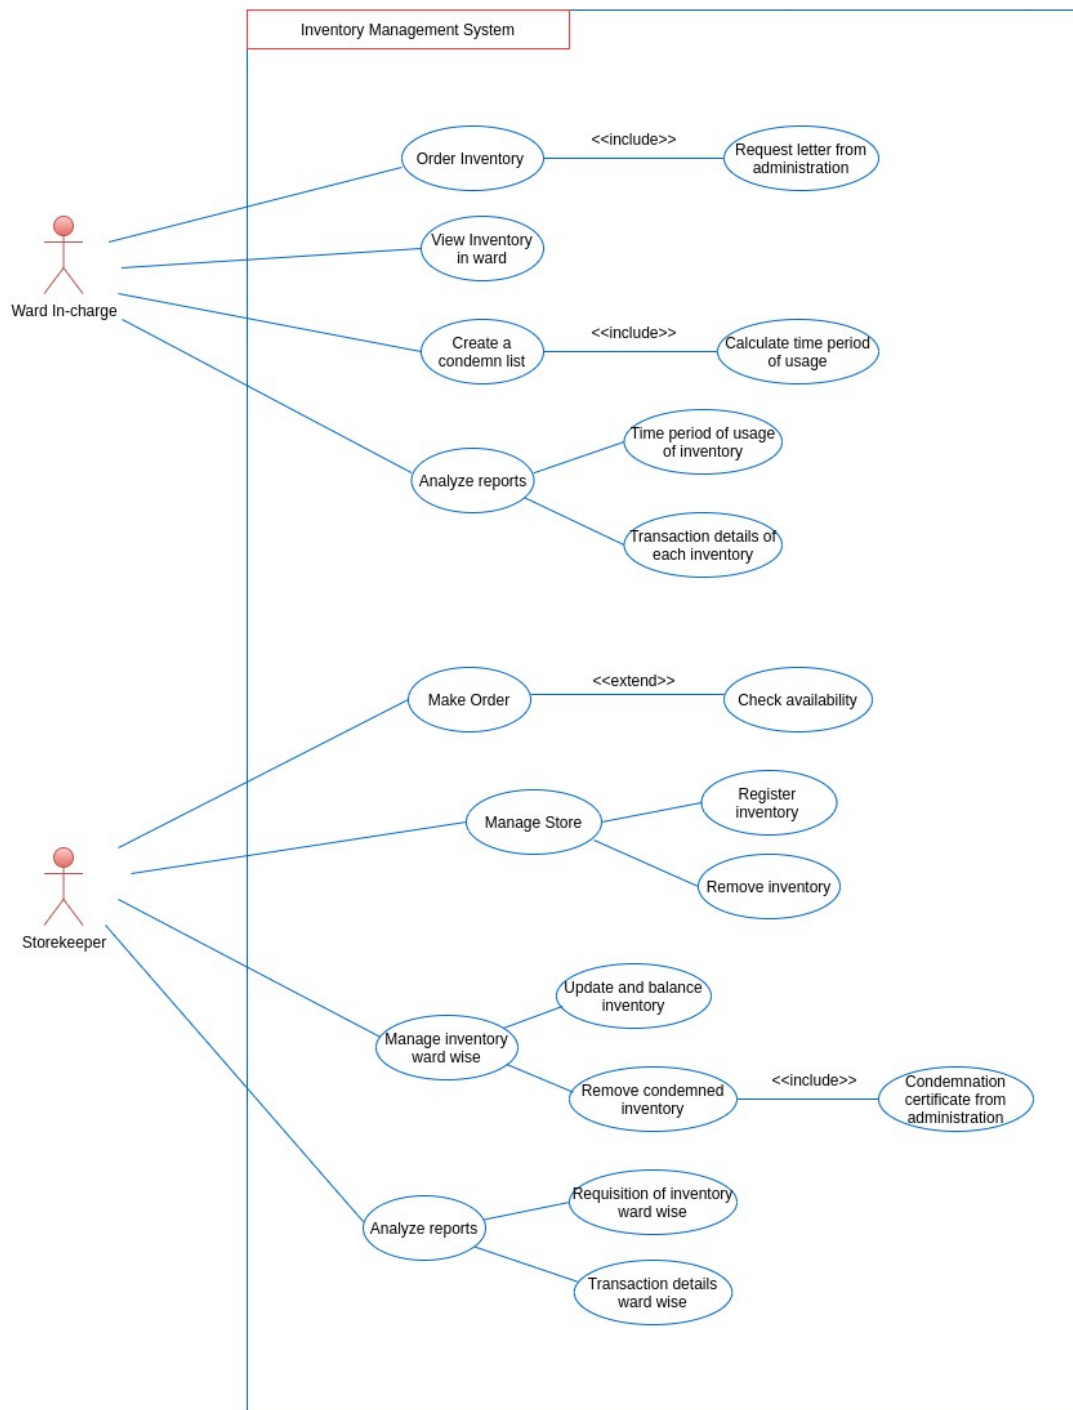 Inventory Management System
Order Inventory
<<include>>
Request letter from
administration
View Inventory
in ward
Ward In-charge
Create a
condemn list
<<include>>
Calculate time period
of usage
Time period of usage
of inventory
Analyze reports
Transaction details of
each inventory
Make Order
<<extend>>
Check availability
Register
inventory
Manage Store
Remove inventory
Storekeeper
Update and balance
inventory
Manage inventory
ward wise
Remove condemned
inventory
<<include>>
Condemnation
certificate from
administration
Requisition of inventory
ward wise
Analyze reports
Transaction details
ward wise